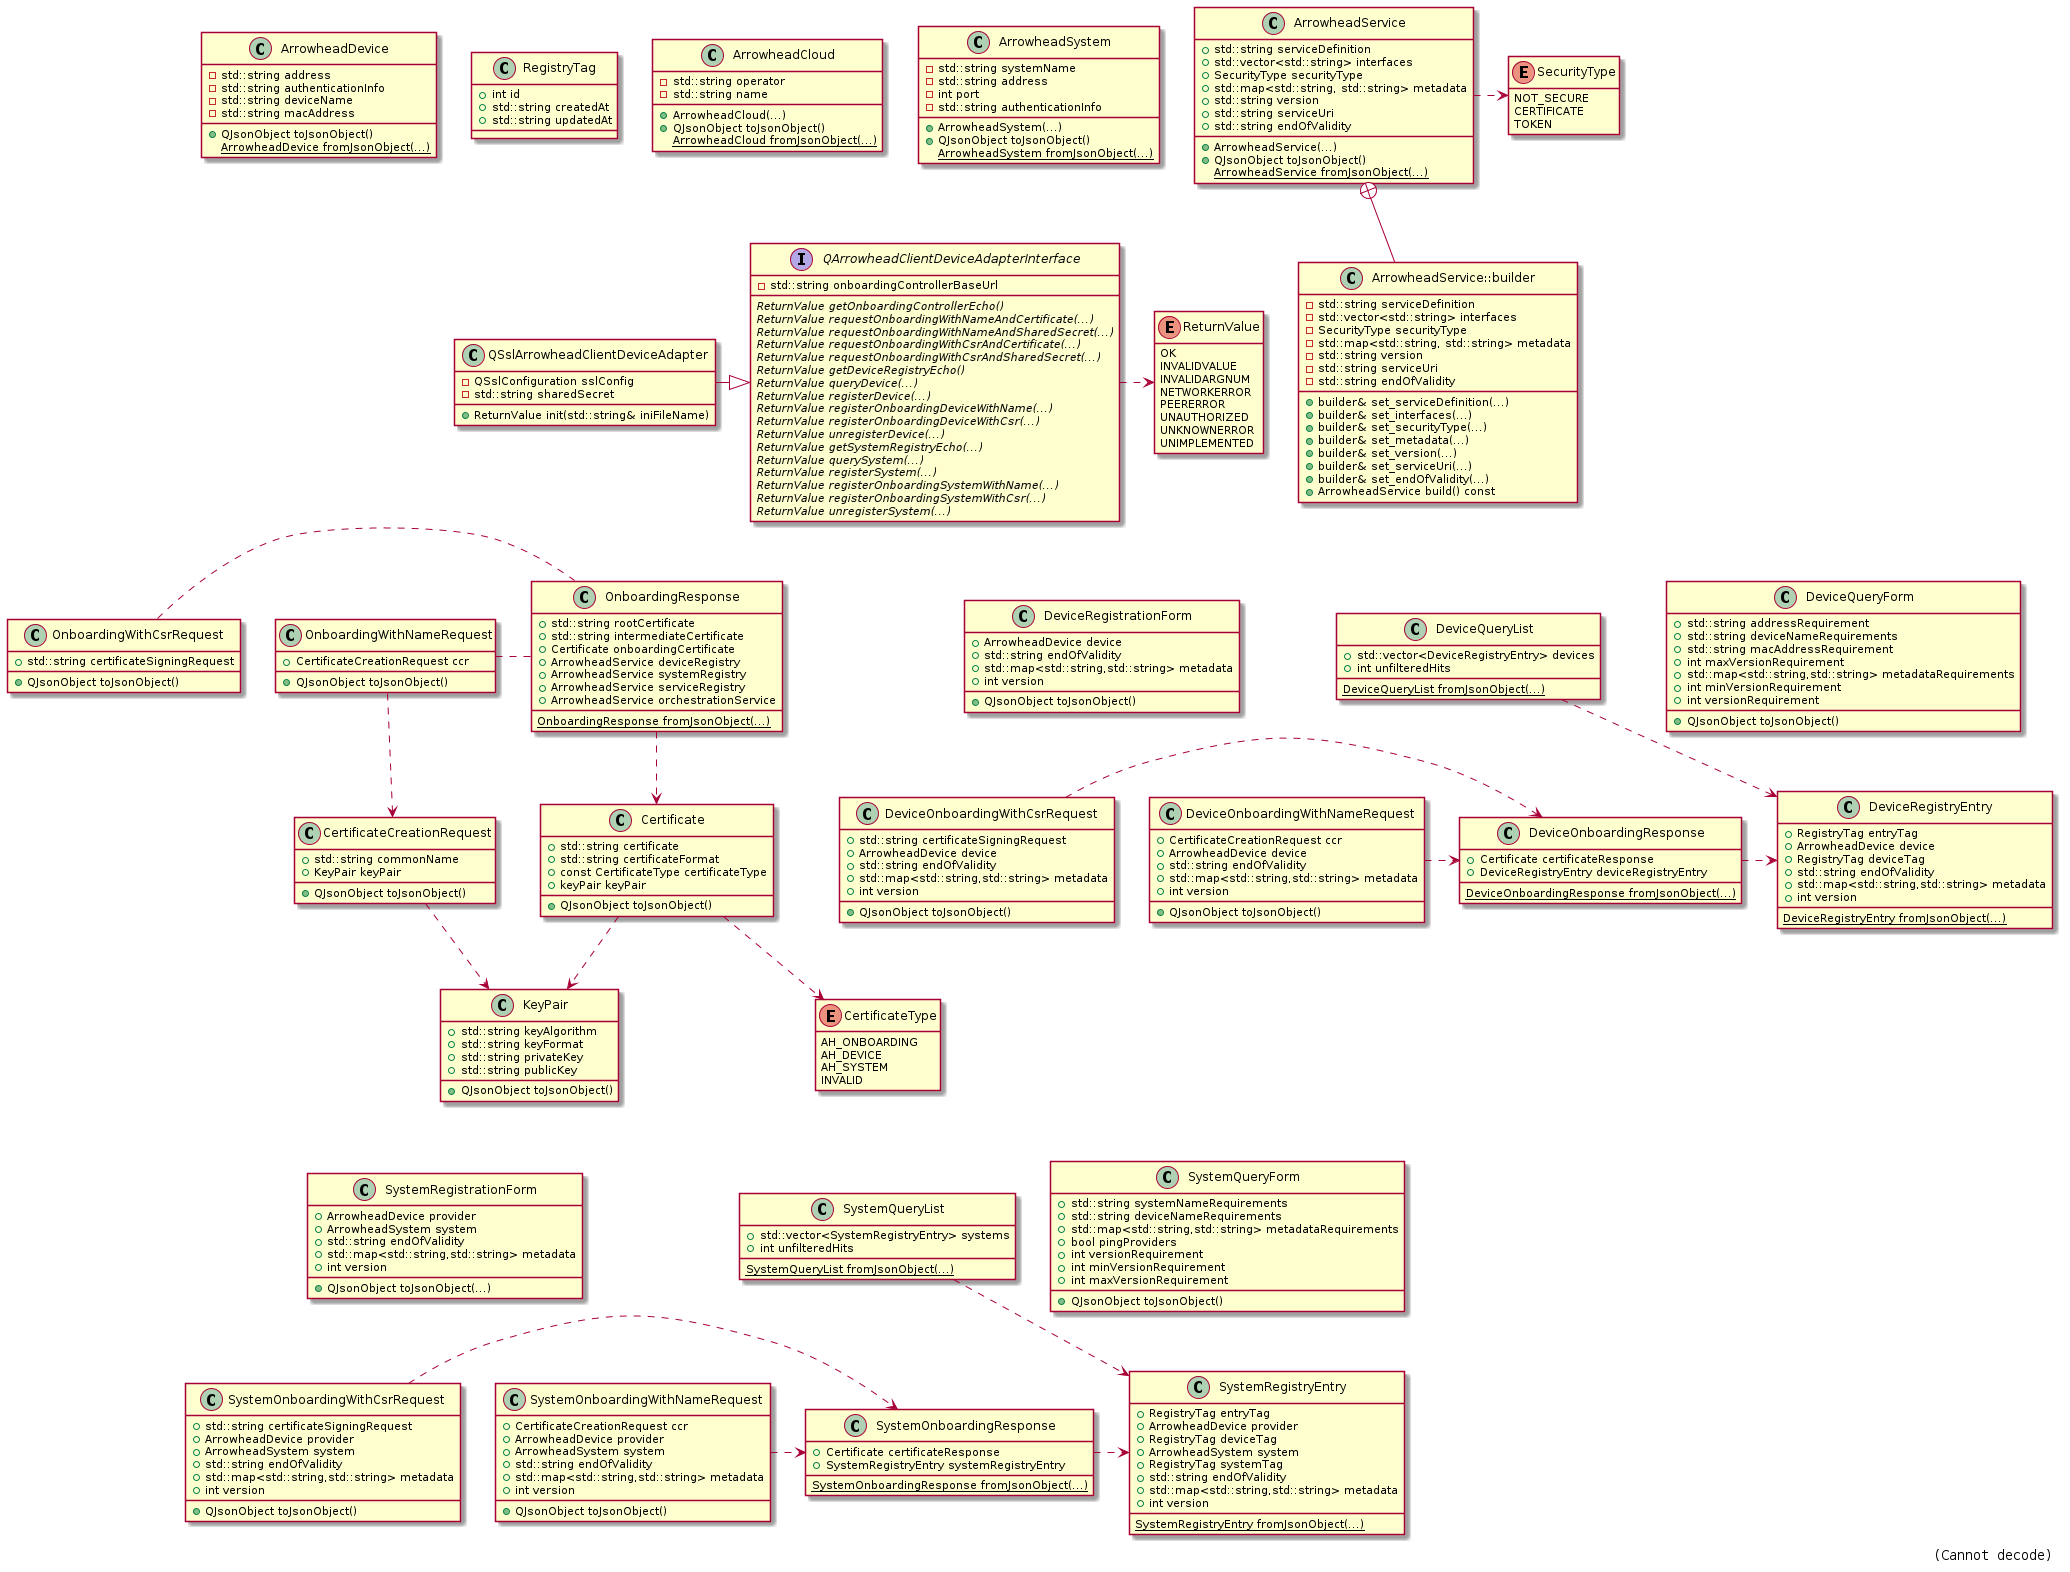 C ArrowheadDevice
std::string address
std::string authenticationInfo
std::string deviceName
std::string macAddress
QJsonObject toJsonObject()
ArrowheadDevice fromJsonObject(...)
C RegistryTag
int id
std::string createdAt
std::string updatedAt
C ArrowheadCloud
std::string operator
std::string name
ArrowheadCloud(...)
QJsonObject toJsonObject()
ArrowheadCloud fromJsonObject(...)
C ArrowheadSystem
std::string systemName
std::string address
int port
std::string authenticationInfo
ArrowheadSystem(...)
QJsonObject toJsonObject()
ArrowheadSystem fromJsonObject(...)
C ArrowheadService
std::string serviceDefinition
std::vector<std::string> interfaces
SecurityType securityType
std::map<std::string, std::string> metadata
std::string version
std::string serviceUri
std::string endOfValidity
ArrowheadService(...)
QJsonObject toJsonObject()
ArrowheadService fromJsonObject(...)
E SecurityType
NOT_SECURE
CERTIFICATE
TOKEN
C QSslArrowheadClientDeviceAdapter
QSslConfiguration sslConfig
std::string sharedSecret
ReturnValue init(std::string& iniFileName)
I QArrowheadClientDeviceAdapterInterface
std::string onboardingControllerBaseUrl
ReturnValue getOnboardingControllerEcho()
ReturnValue requestOnboardingWithNameAndCertificate(...)
ReturnValue requestOnboardingWithNameAndSharedSecret(...)
ReturnValue requestOnboardingWithCsrAndCertificate(...)
ReturnValue requestOnboardingWithCsrAndSharedSecret(...)
ReturnValue getDeviceRegistryEcho()
ReturnValue queryDevice(...)
ReturnValue registerDevice(...)
ReturnValue registerOnboardingDeviceWithName(...)
ReturnValue registerOnboardingDeviceWithCsr(...)
ReturnValue unregisterDevice(...)
ReturnValue getSystemRegistryEcho(...)
ReturnValue querySystem(...)
ReturnValue registerSystem(...)
ReturnValue registerOnboardingSystemWithName(...)
ReturnValue registerOnboardingSystemWithCsr(...)
ReturnValue unregisterSystem(...)
E ReturnValue
OK
INVALIDVALUE
INVALIDARGNUM
NETWORKERROR
PEERERROR
UNAUTHORIZED
UNKNOWNERROR
UNIMPLEMENTED
C ArrowheadService::builder
std::string serviceDefinition
std::vector<std::string> interfaces
SecurityType securityType
std::map<std::string, std::string> metadata
std::string version
std::string serviceUri
std::string endOfValidity
builder& set_serviceDefinition(...)
builder& set_interfaces(...)
builder& set_securityType(...)
builder& set_metadata(...)
builder& set_version(...)
builder& set_serviceUri(...)
builder& set_endOfValidity(...)
ArrowheadService build() const
C OnboardingWithCsrRequest
std::string certificateSigningRequest
QJsonObject toJsonObject()
C OnboardingWithNameRequest
CertificateCreationRequest ccr
QJsonObject toJsonObject()
C OnboardingResponse
std::string rootCertificate
std::string intermediateCertificate
Certificate onboardingCertificate
ArrowheadService deviceRegistry
ArrowheadService systemRegistry
ArrowheadService serviceRegistry
ArrowheadService orchestrationService
OnboardingResponse fromJsonObject(...)
C DeviceRegistrationForm
ArrowheadDevice device
std::string endOfValidity
std::map<std::string,std::string> metadata
int version
QJsonObject toJsonObject()
C DeviceQueryList
std::vector<DeviceRegistryEntry> devices
int unfilteredHits
DeviceQueryList fromJsonObject(...)
C DeviceQueryForm
std::string addressRequirement
std::string deviceNameRequirements
std::string macAddressRequirement
int maxVersionRequirement
std::map<std::string,std::string> metadataRequirements
int minVersionRequirement
int versionRequirement
QJsonObject toJsonObject()
C CertificateCreationRequest
std::string commonName
KeyPair keyPair
QJsonObject toJsonObject()
C Certificate
std::string certificate
std::string certificateFormat
const CertificateType certificateType
keyPair keyPair
QJsonObject toJsonObject()
C DeviceOnboardingWithCsrRequest
std::string certificateSigningRequest
ArrowheadDevice device
std::string endOfValidity
std::map<std::string,std::string> metadata
int version
QJsonObject toJsonObject()
C DeviceOnboardingWithNameRequest
CertificateCreationRequest ccr
ArrowheadDevice device
std::string endOfValidity
std::map<std::string,std::string> metadata
int version
QJsonObject toJsonObject()
C DeviceOnboardingResponse
Certificate certificateResponse
DeviceRegistryEntry deviceRegistryEntry
DeviceOnboardingResponse fromJsonObject(...)
C DeviceRegistryEntry
RegistryTag entryTag
ArrowheadDevice device
RegistryTag deviceTag
std::string endOfValidity
std::map<std::string,std::string> metadata
int version
DeviceRegistryEntry fromJsonObject(...)
C KeyPair
std::string keyAlgorithm
std::string keyFormat
std::string privateKey
std::string publicKey
QJsonObject toJsonObject()
E CertificateType
AH_ONBOARDING
AH_DEVICE
AH_SYSTEM
INVALID
C SystemRegistrationForm
ArrowheadDevice provider
ArrowheadSystem system
std::string endOfValidity
std::map<std::string,std::string> metadata
int version
QJsonObject toJsonObject(...)
C SystemQueryList
std::vector<SystemRegistryEntry> systems
int unfilteredHits
SystemQueryList fromJsonObject(...)
C SystemQueryForm
std::string systemNameRequirements
std::string deviceNameRequirements
std::map<std::string,std::string> metadataRequirements
bool pingProviders
int versionRequirement
int minVersionRequirement
int maxVersionRequirement
QJsonObject toJsonObject()
C SystemOnboardingWithCsrRequest
std::string certificateSigningRequest
ArrowheadDevice provider
ArrowheadSystem system
std::string endOfValidity
std::map<std::string,std::string> metadata
int version
QJsonObject toJsonObject()
C SystemOnboardingWithNameRequest
CertificateCreationRequest ccr
ArrowheadDevice provider
ArrowheadSystem system
std::string endOfValidity
std::map<std::string,std::string> metadata
int version
QJsonObject toJsonObject()
C SystemOnboardingResponse
Certificate certificateResponse
SystemRegistryEntry systemRegistryEntry
SystemOnboardingResponse fromJsonObject(...)
C SystemRegistryEntry
RegistryTag entryTag
ArrowheadDevice provider
RegistryTag deviceTag
ArrowheadSystem system
RegistryTag systemTag
std::string endOfValidity
std::map<std::string,std::string> metadata
int version
SystemRegistryEntry fromJsonObject(...)
(Cannot decode)